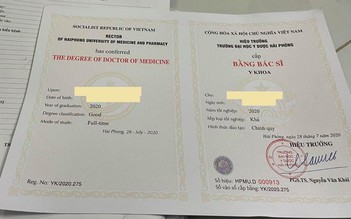 SOCIALIST REPUBLIC OF VIETNAM
RECTOR
OF HAIPHONG UNIVERSITY OF MEDICINE AND PHARMACY
has conferred
THE DEGREE OF DOCTOR OF MEDICINE
Upon:
Date of birth:
Year of graduation: 2020
Degree classification: Good
Mode of study: Full-time
Hai Phong, 28 - July - 2020
Reg. No: YK/2020.275
CỘNG HÒA XÃ HỘI CHỦ NGHĨA VIỆT NAM
HIỆU TRƯỞNG
TRƯỜNG ĐẠI HỌC Y DƯỢC HẢI PHÒNG
cấp
BẰNG BÁC SĨ
Y KHOA
Cho:
Ngày sinh:
Năm tốt nghiệp: 2020
Xếp loại tốt nghiệp: Khá
Hình thức đào tạo: Chính quy
Hải Phòng, 28 tháng 7 năm 2020
HIỆU TRƯỞNG
PGS.TS. Nguyễn Văn Khải
Số hiệu: HPMU.D 000913
Số vào sổ cấp bằng: YK/2020.275